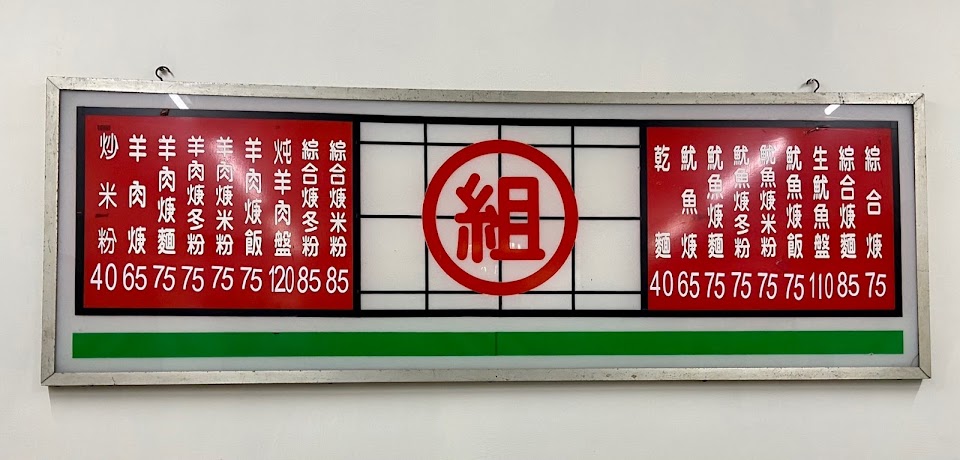 綜合焿 75
綜合焿麵 85
生魷魚盤 110
魷魚焿飯 75
魷魚焿米粉 75
魷魚焿冬粉 75
魷魚焿麵 75
魷魚焿 65
乾麵 40
組
綜合焿米粉 85
綜合焿冬粉 85
炖羊肉盤 120
羊肉焿飯 75
羊肉焿米粉 75
羊肉焿冬粉 75
羊肉焿麵 75
羊肉焿 65
炒米粉 40